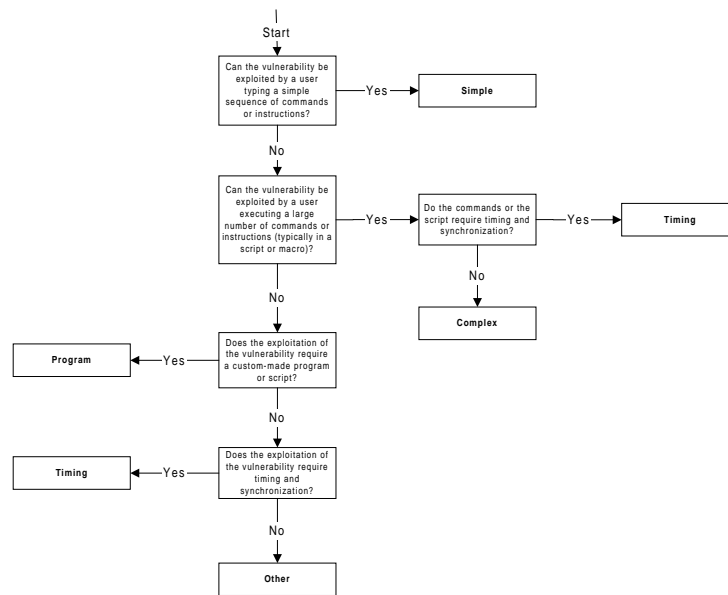 Start
Can the vulnerability be
exploited by a user
typing a simple
sequence of commands
or instructions?
Yes
Simple
No
Can the vulnerability be
exploited by a user
executing a large
number of commands or
instructions (typically in a
script or macro)?
Yes
Do the commands or the
script require timing and
synchronization?
Yes
Timing
No
Complex
No
Does the exploitation of
the vulnerability require
a custom-made program
or script?
Yes
Program
No
Does the exploitation of
the vulnerability require
timing and
synchronization?
Yes
Timing
No
Other